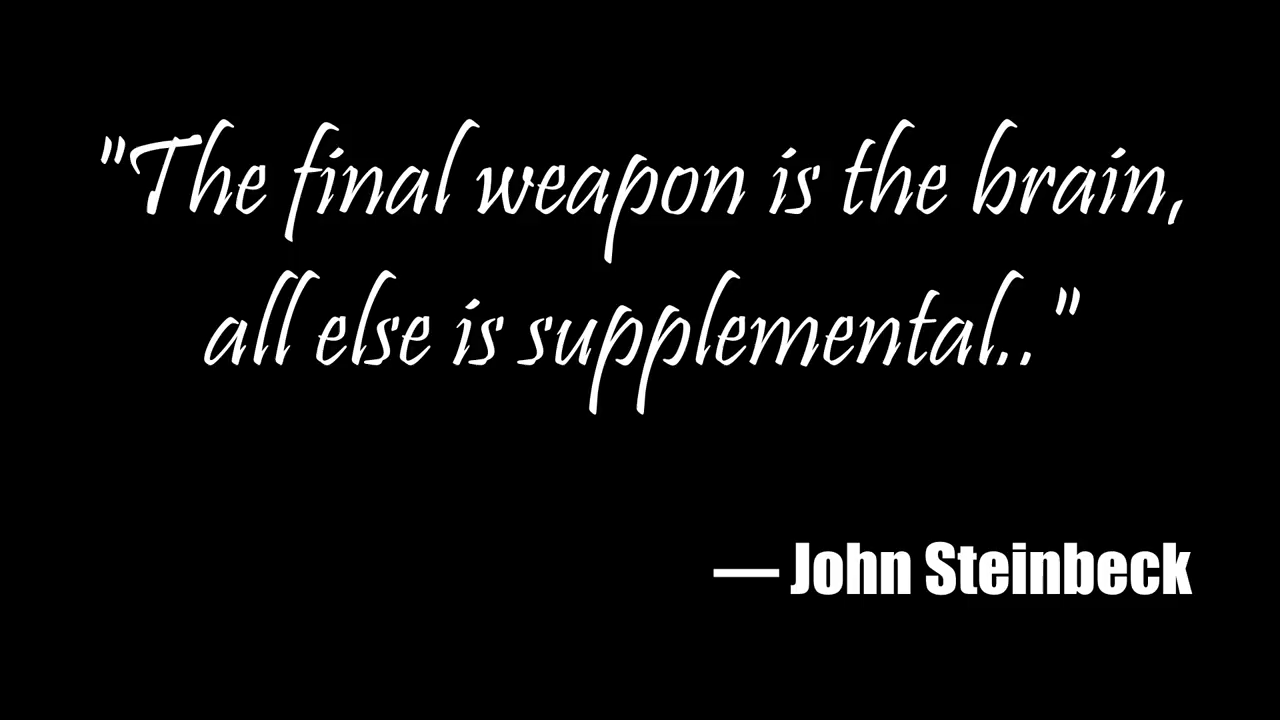 "The final weapon is the brain,
all else is supplemental.."
— John Steinbeck